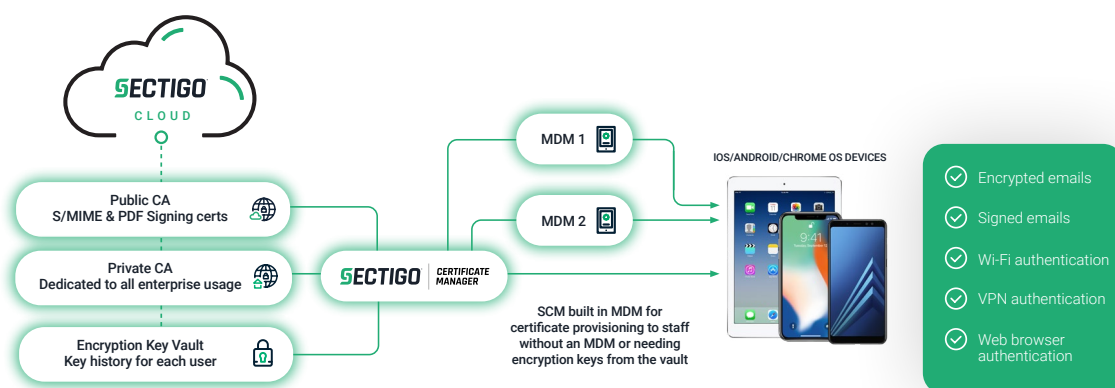 SECTIGO
CLOUD
Public CA
S/MIME & PDF Signing certs
Private CA
Dedicated to all enterprise usage
Encryption Key Vault
Key history for each user
SECTIGO
CERTIFICATE
MANAGER
MDM 1
MDM 2
SCM built in MDM for
certificate provisioning to staff
without an MDM or needing
encryption keys from the vault
IOS/ANDROID/CHROME OS DEVICES
9:41
Encrypted emails
Signed emails
Wi-Fi authentication
VPN authentication
Web browser
authentication